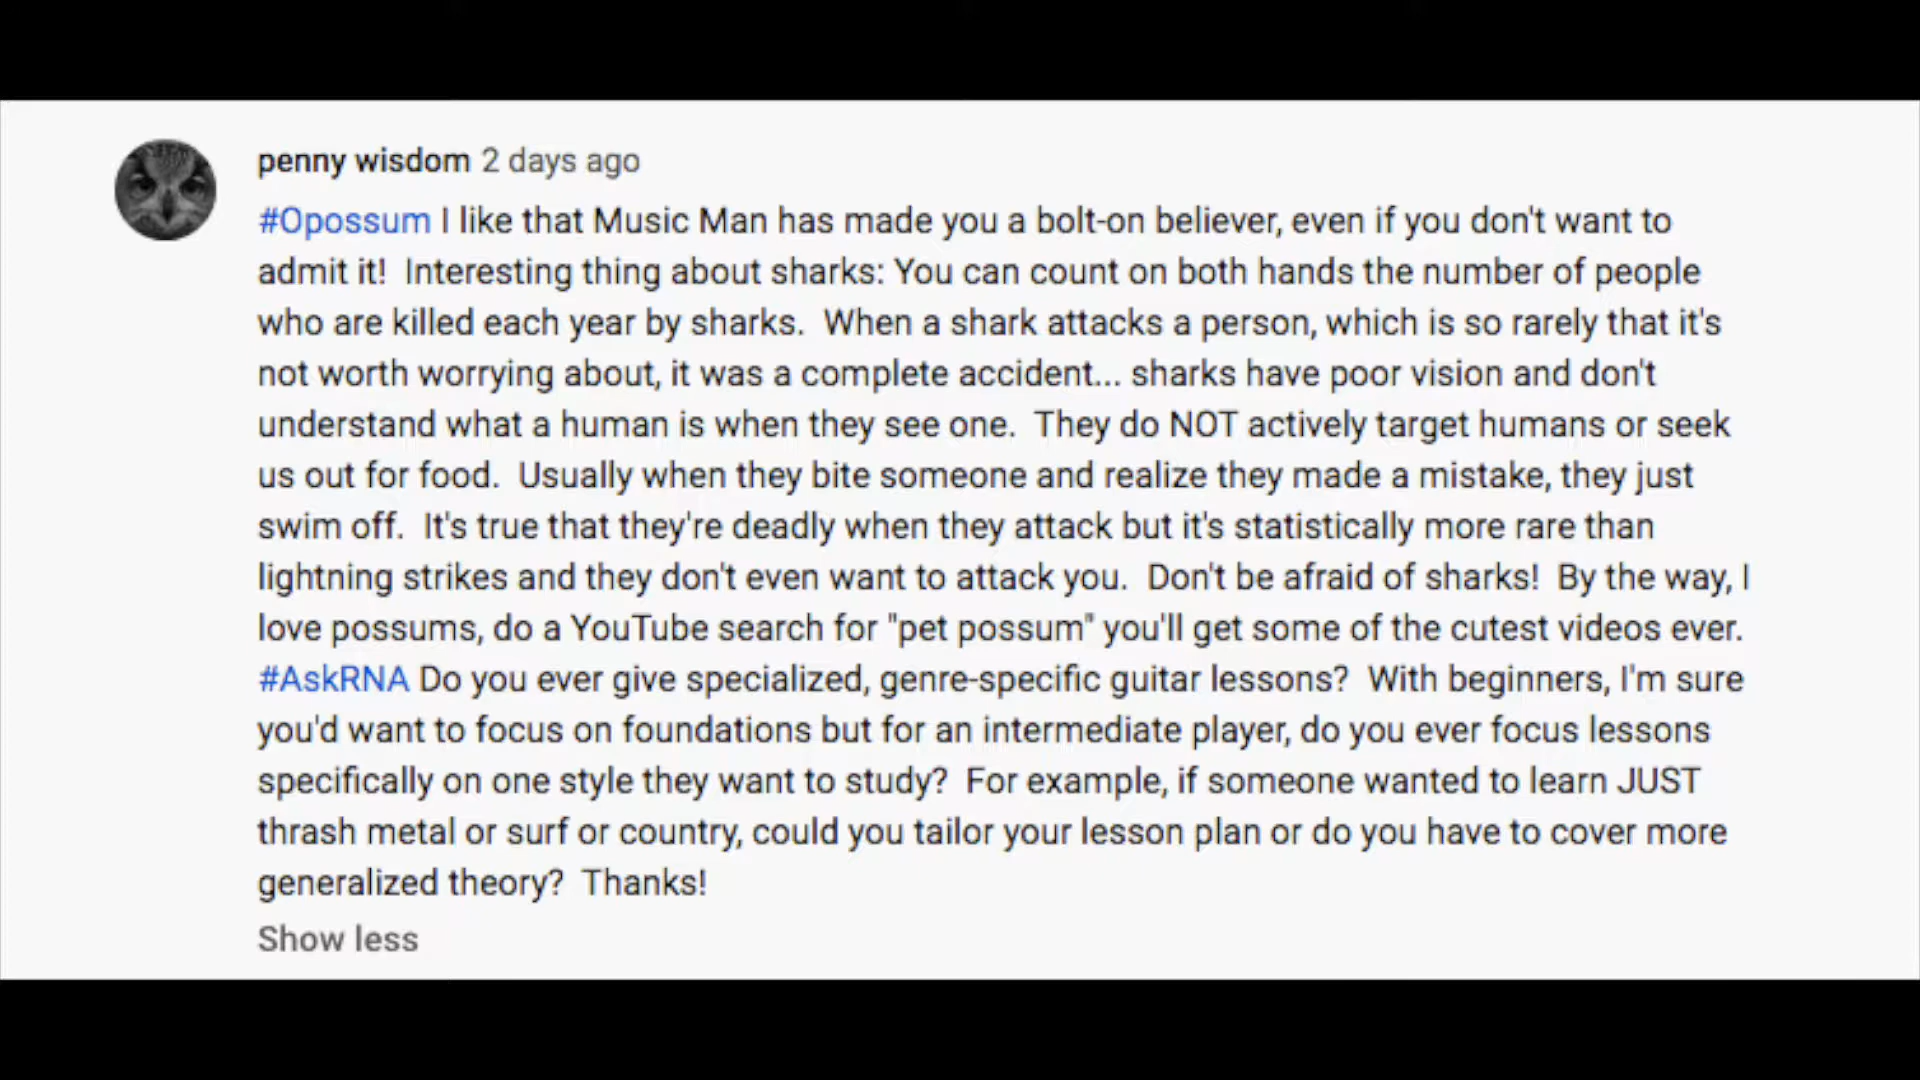 penny wisdom 2 days ago
#Opossum I like that Music Man has made you a bolt-on believer, even if you don't want to
admit it!  Interesting thing about sharks: You can count on both hands the number of people
who are killed each year by sharks.  When a shark attacks a person, which is so rarely that it's
not worth worrying about, it was a complete accident... sharks have poor vision and don't
understand what a human is when they see one.  They do NOT actively target humans or seek
us out for food.  Usually when they bite someone and realize they made a mistake, they just
swim off.  It's true that they're deadly when they attack but it's statistically more rare than
lightning strikes and they don't even want to attack you.  Don't be afraid of sharks!  By the way, I
love possums, do a YouTube search for "pet possum" you'll get some of the cutest videos ever.
#AskRNA Do you ever give specialized, genre-specific guitar lessons?  With beginners, I'm sure
you'd want to focus on foundations but for an intermediate player, do you ever focus lessons
specifically on one style they want to study?  For example, if someone wanted to learn JUST
thrash metal or surf or country, could you tailor your lesson plan or do you have to cover more
generalized theory?  Thanks!
Show less